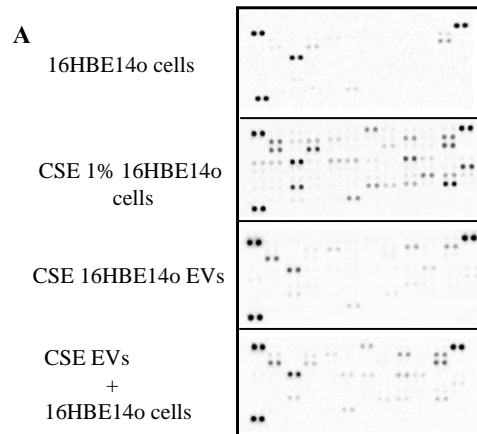 A
16HBE14o cells
CSE 1% 16HBE14o
cells
CSE 16HBE14o EVs
CSE EVs
+
16HBE14o cells